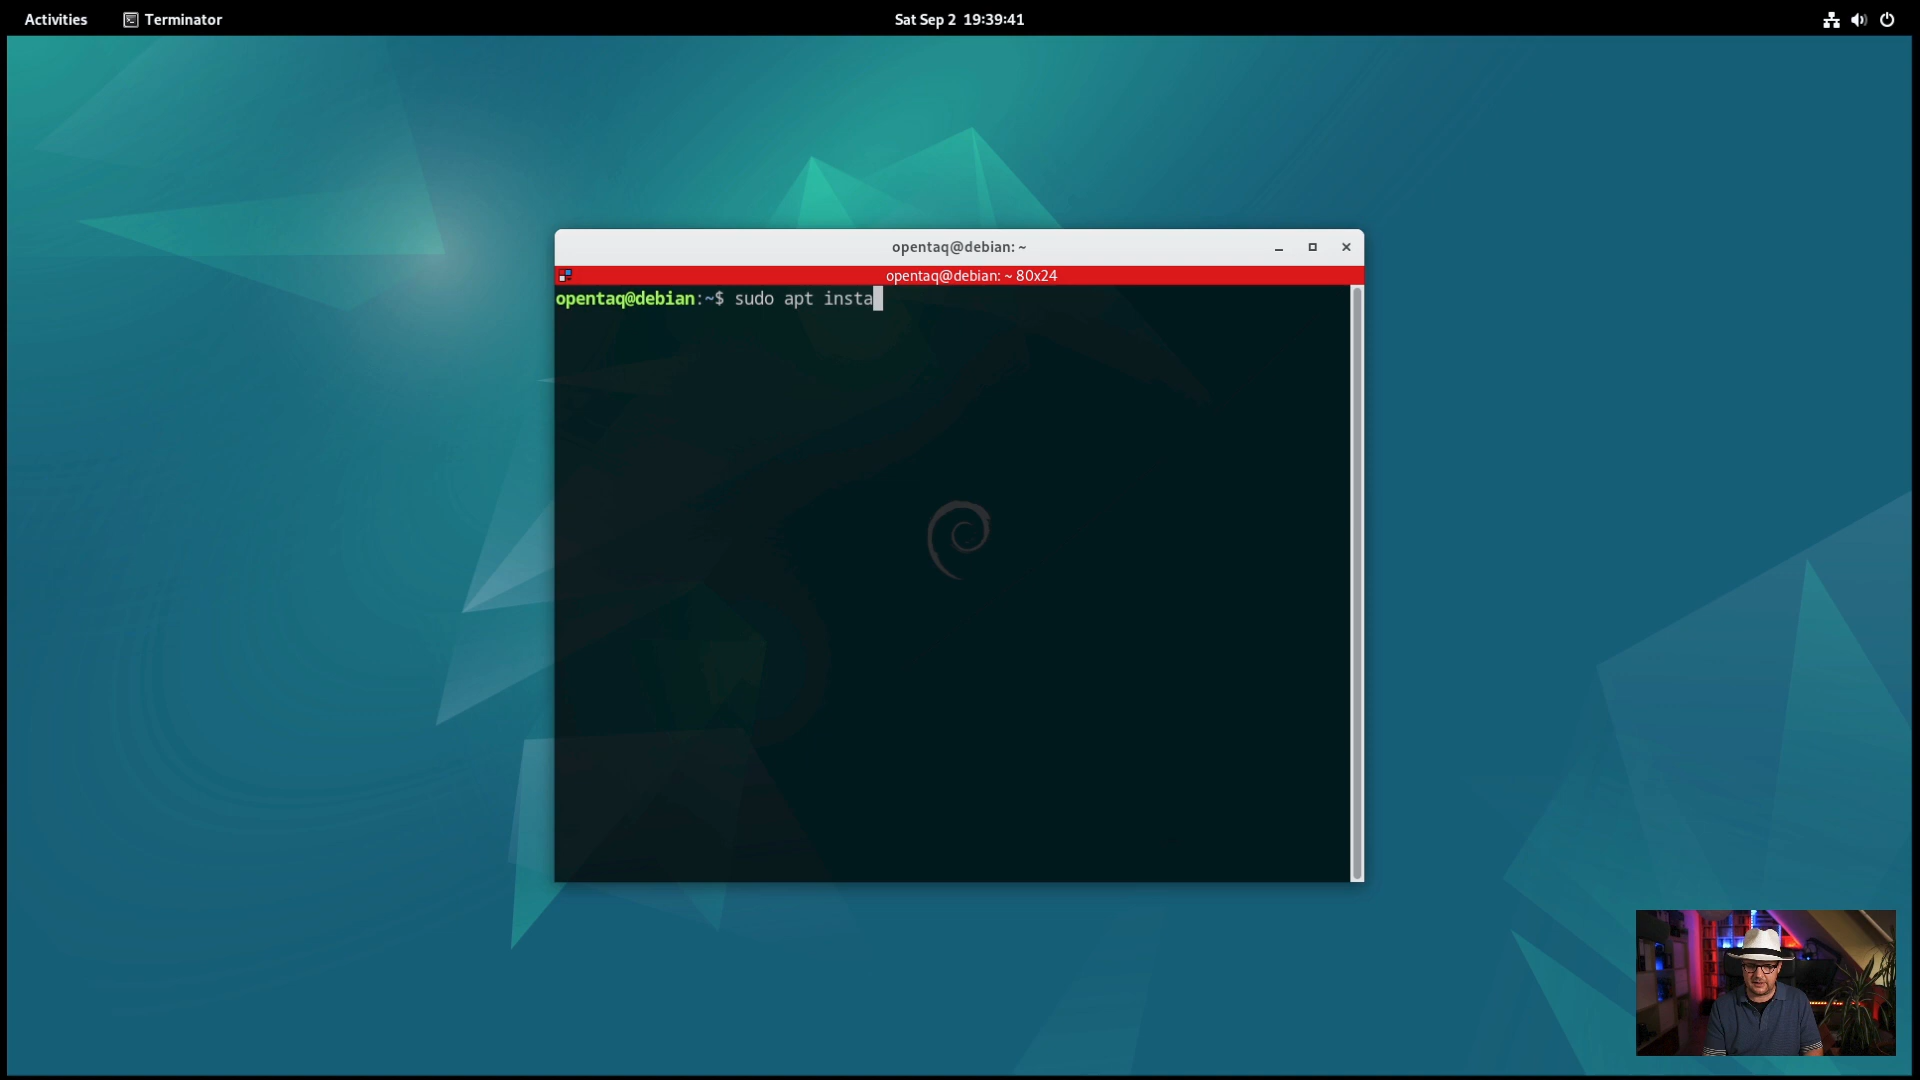 Activities
Terminator
Sat Sep 2 19:39:41
opentaq@debian: ~
opentaq@debian: ~ 80x24
opentaq@debian:~$ sudo apt insta